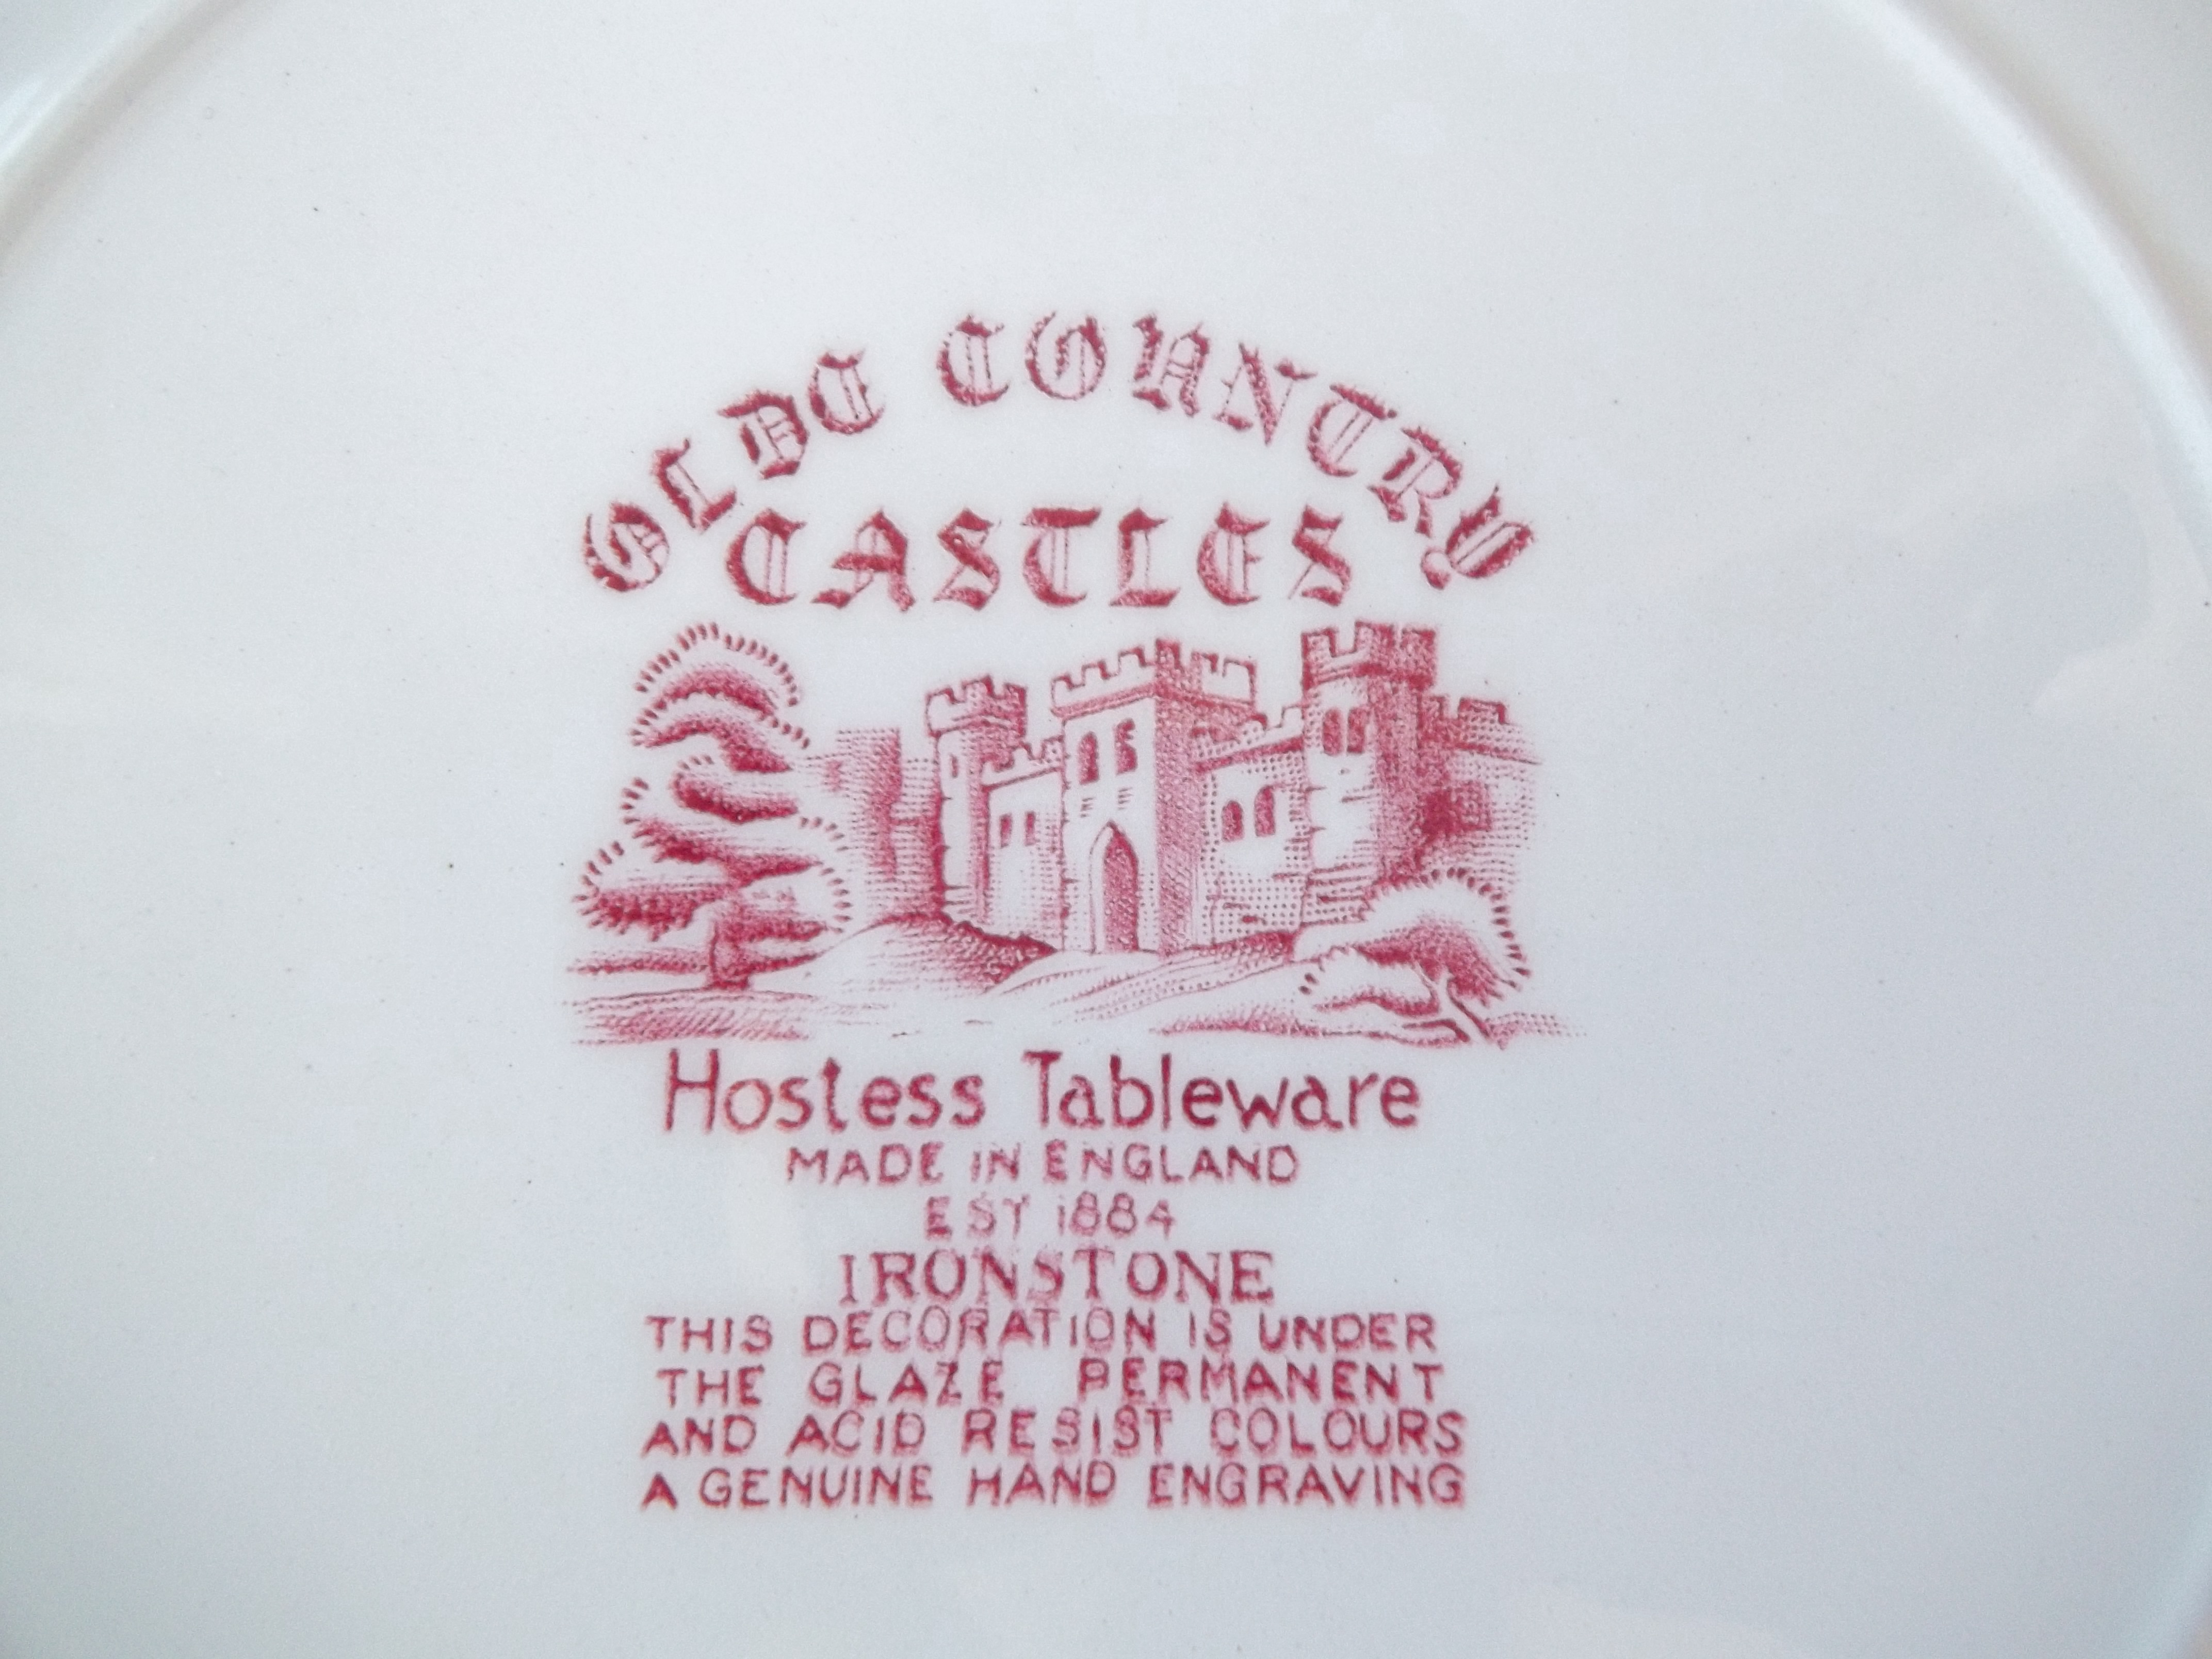 OLDE COUNTRY
CASTLES
Hostess Tableware
MADE IN ENGLAND
EST 1884
IRONSTONE
THIS DECORATION IS UNDER
THE GLAZE PERMANENT
AND ACID RESIST COLOURS
A GENUINE HAND ENGRAVING